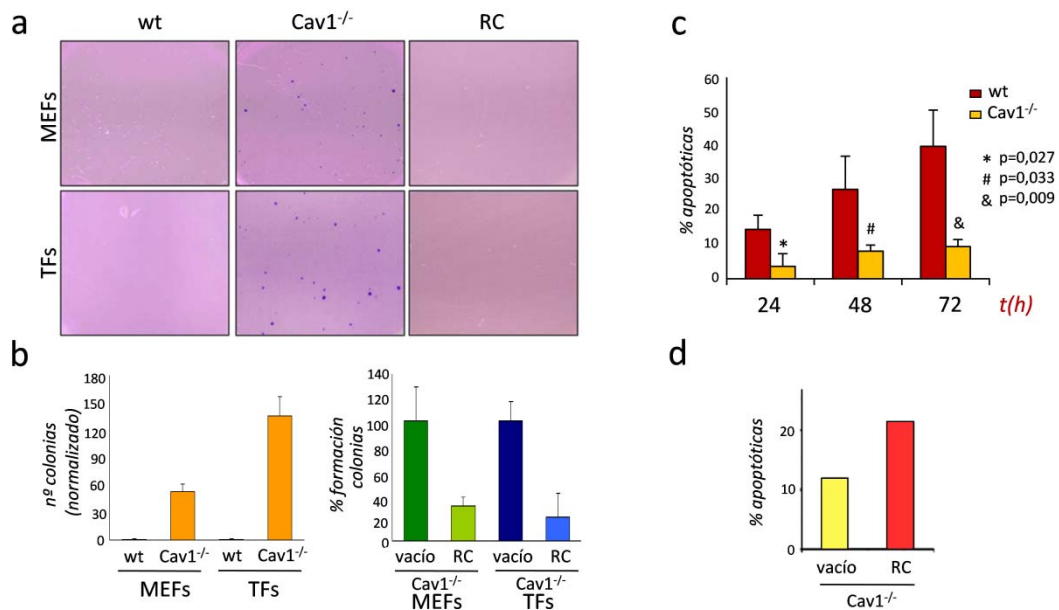 a
wt Cav1-/- RC
MEFs
TFs
b
180
150
120
90
60
30
0
nº colonias
(normalizado)
wt Cav1-/- wt Cav1-/-
MEFs TFs
140
120
100
80
60
40
20
0
% formación
colonias
vacío RC vacío RC
Cav1-/- Cav1-/-
MEFs TFs
c
60
50
40
30
20
10
0
% apoptóticas
wt
Cav1-/-
* p=0,027
# p=0,033
& p=0,009
*
#
&
24 48 72 t(h)
d
20
10
0
% apoptóticas
vacío RC
Cav1-/-